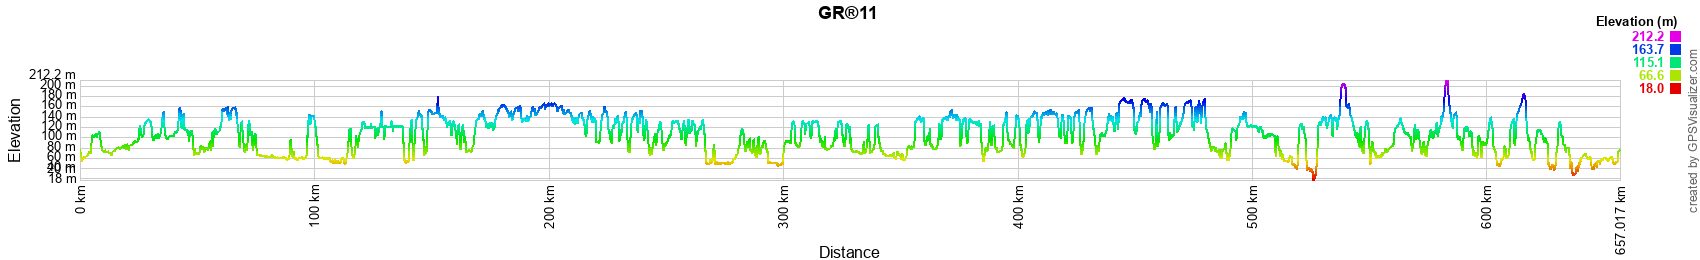 GR®11
Elevation (m)
212.2
163.7
115.1
66.6
18.0
Elevation
212.2 m
200 m
180 m
160 m
140 m
120 m
100 m
80 m
60 m
40 m
20 m
18 m
0 km
100 km
200 km
300 km
400 km
500 km
600 km
657.017 km
Distance
created by GPSVisualizer.com